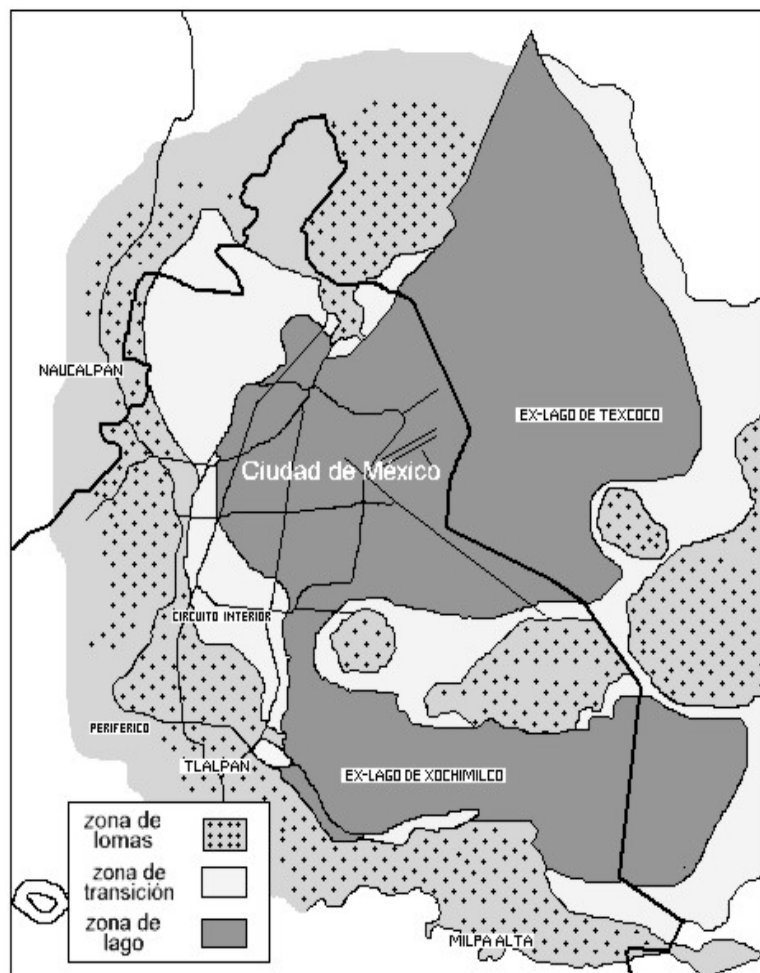 NAUCALPAN
EX-LAGO DE TEXCOCO
Ciudad de México
CIRCUITO INTERIOR
PERIFERICO
TLALPAN
EX-LAGO DE XOCHIMILCO
zona de
lomas
zona de
transición
zona de
lago
MILPA ALTA